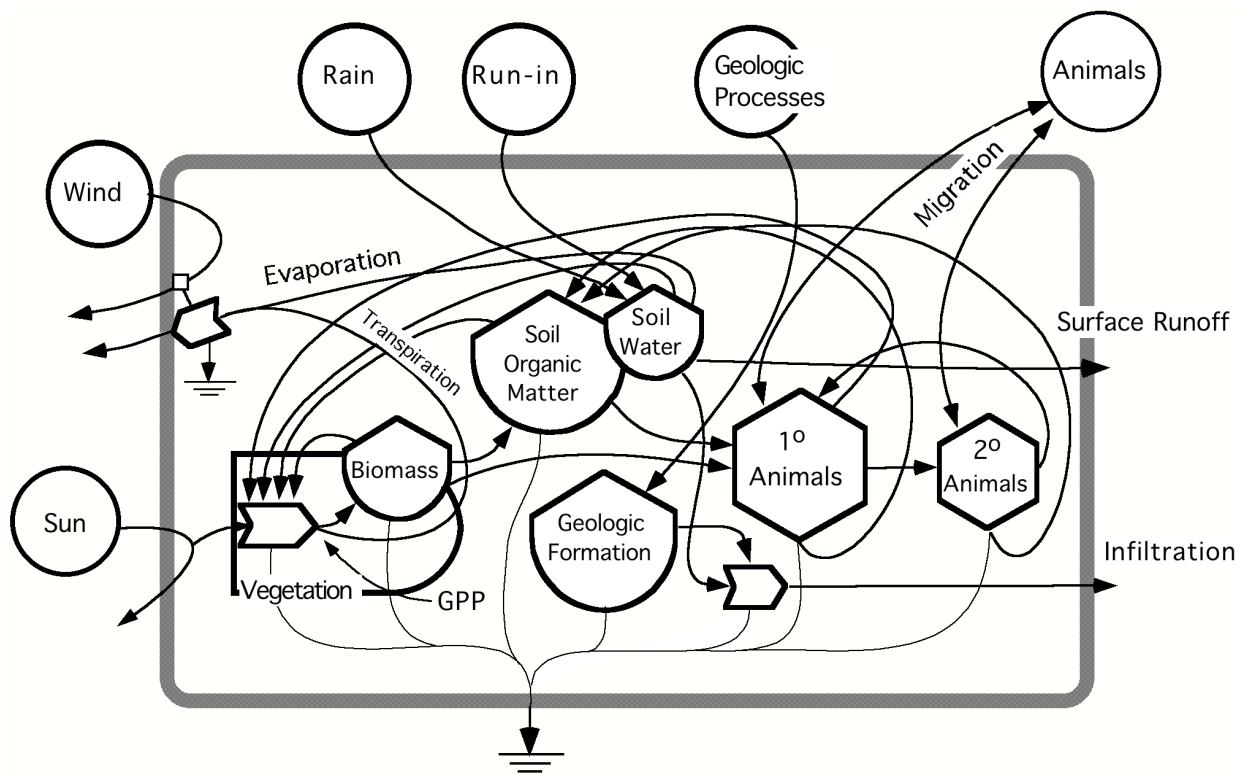 Rain
Run-in
Geologic
Processes
Animals
Wind
Migration
Evaporation
Transpiration
Soil
Organic
Matter
Soil
Water
Surface Runoff
Biomass
1º
Animals
2º
Animals
Sun
Geologic
Formation
Infiltration
Vegetation
GPP